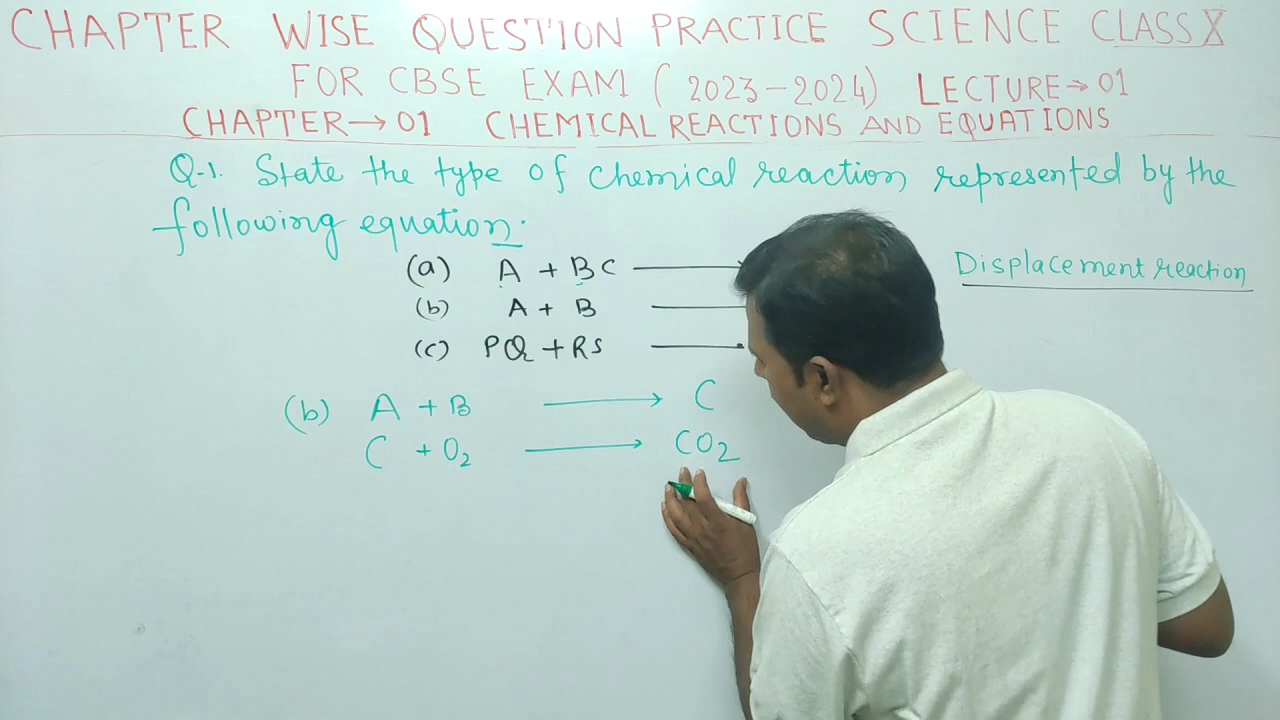 CHAPTER WISE QUESTION PRACTICE SCIENCE CLASS X
FOR CBSE EXAM ( 2023-2024) LECTURE→01
CHAPTER→01 CHEMICAL REACTIONS AND EQUATIONS
Q-1. State the type of chemical reaction represented by the
following equation.
(a) A + BC
Displacement reaction
(b) A + B
(c) PQ + RS
(b) A + B → C
C + O₂ → CO₂